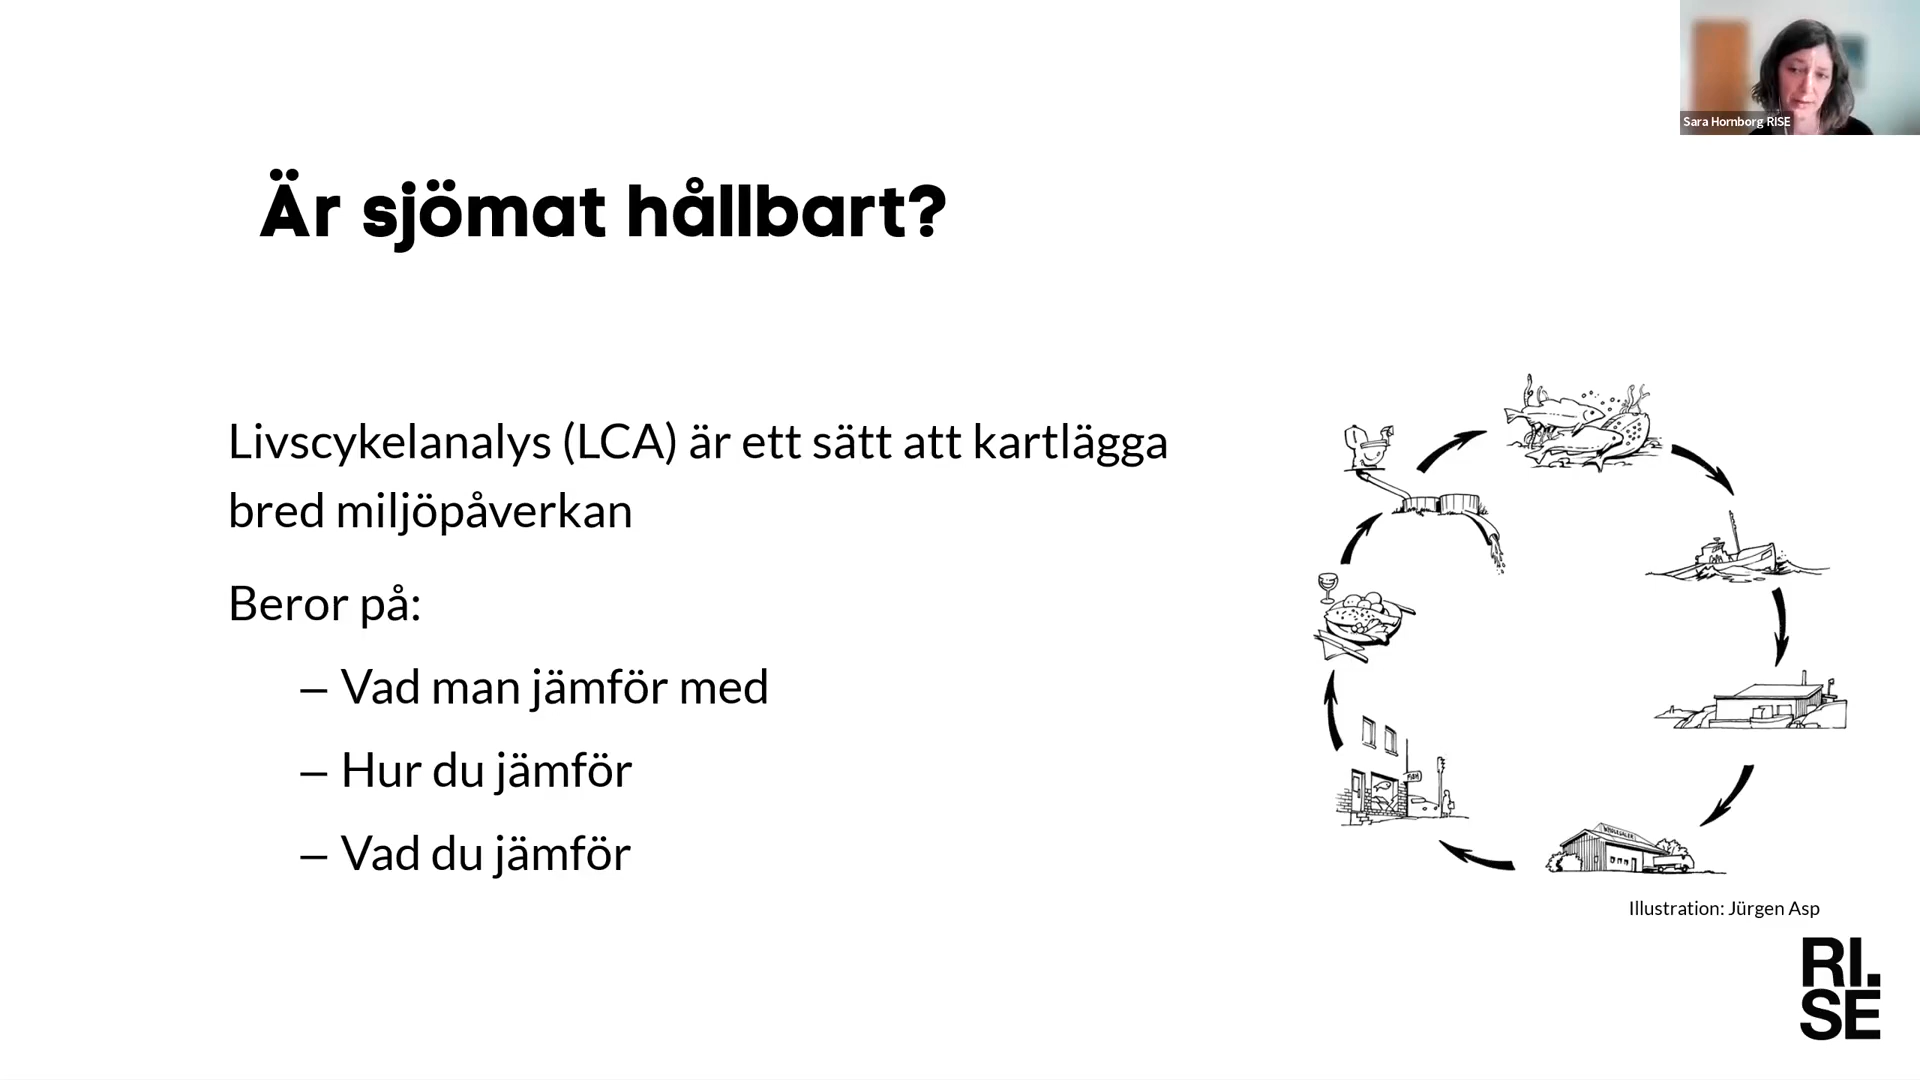 Sara Hornborg RISE
Är sjömat hållbart?
Livscykelanalys (LCA) är ett sätt att kartlägga
bred miljöpåverkan
Beror på:
– Vad man jämför med
– Hur du jämför
– Vad du jämför
WHOLESALER
Illustration: Jürgen Asp
RI.
SE